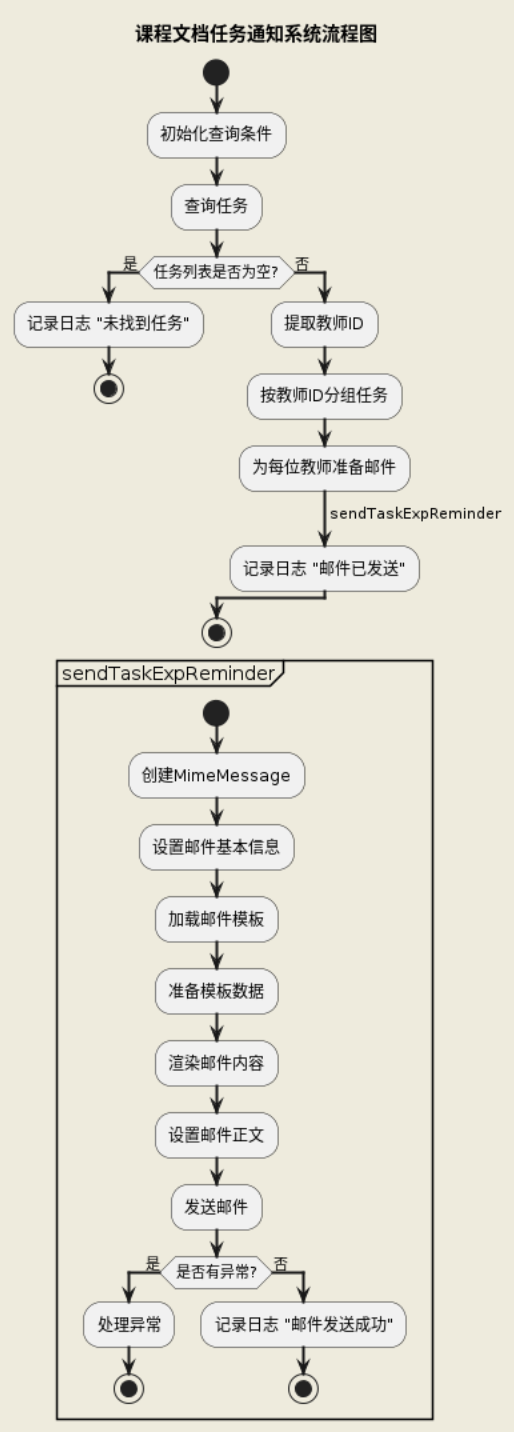 课程文档任务通知系统流程图
初始化查询条件
查询任务
是
任务列表是否为空?
否
记录日志 "未找到任务"
提取教师ID
按教师ID分组任务
为每位教师准备邮件
sendTaskExpReminder
记录日志 "邮件已发送"
sendTaskExpReminder
创建MimeMessage
设置邮件基本信息
加载邮件模板
准备模板数据
渲染邮件内容
设置邮件正文
发送邮件
是
是否有异常?
否
处理异常
记录日志 "邮件发送成功"